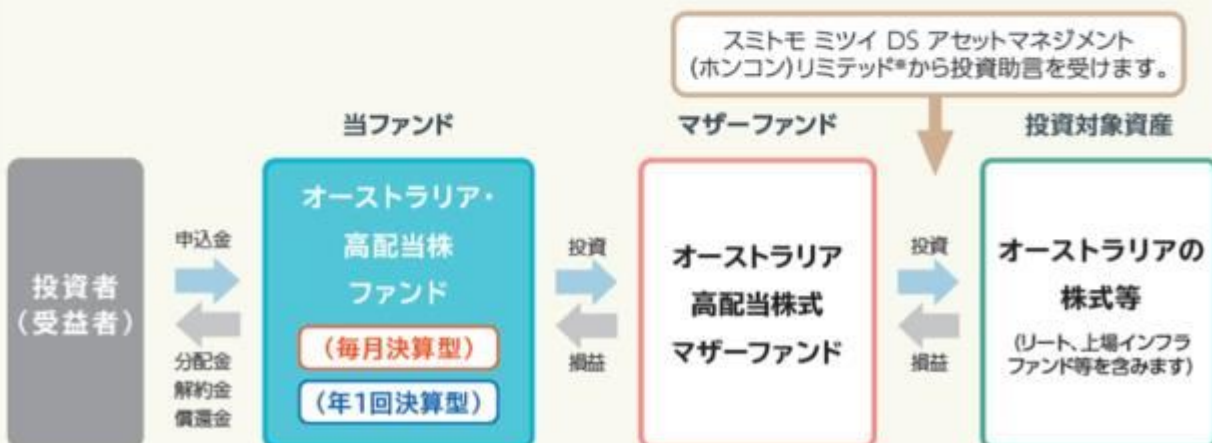 スミトモ ミツイ DS アセットマネジメント
(ホンコン)リミテッド※から投資助言を受けます。
当ファンド
マザーファンド
投資対象資産
投資者
(受益者)
申込金
分配金
解約金
償還金
オーストラリア・
高配当株
ファンド
(毎月決算型)
(年1回決算型)
投資
損益
オーストラリア
高配当株式
マザーファンド
投資
損益
オーストラリアの
株式等
(リート、上場インフラ
ファンド等を含みます)